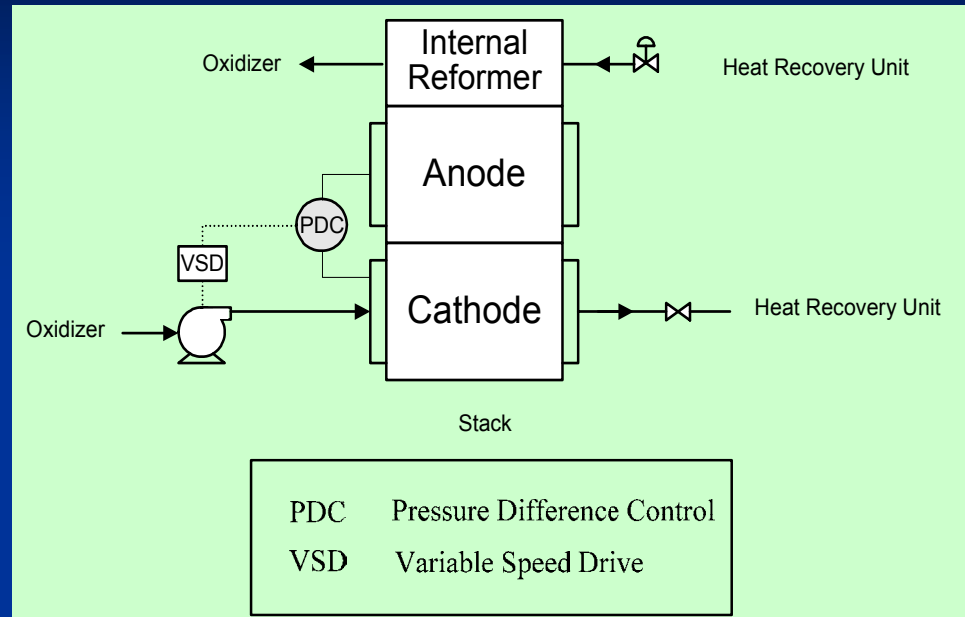 Oxidizer
Internal
Reformer
Heat Recovery Unit
Anode
PDC
VSD
Cathode
Heat Recovery Unit
Oxidizer
Stack
PDC Pressure Difference Control
VSD Variable Speed Drive